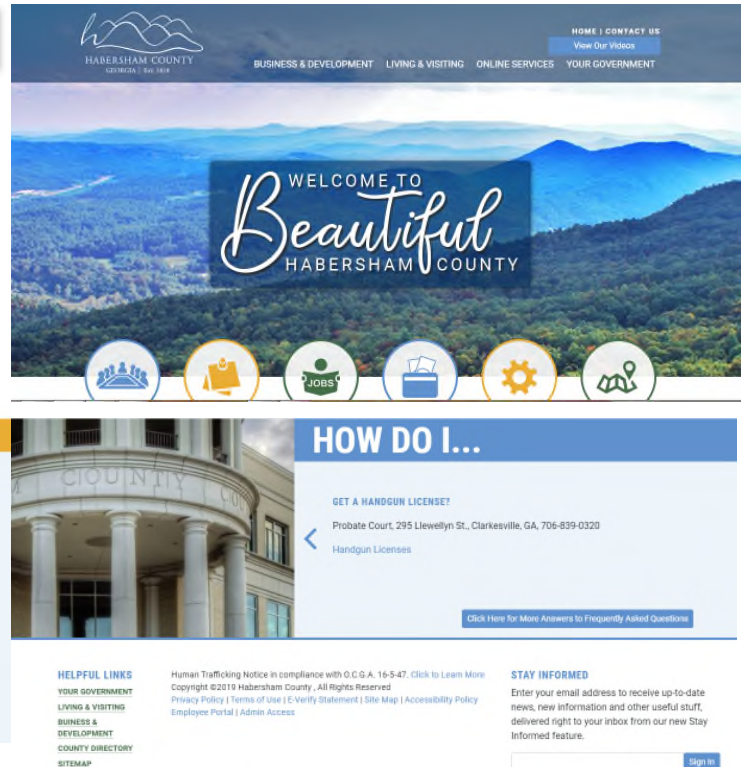 HOME | CONTACT US
View Our Videos
HABERSHAM COUNTY
GEORGIA | Est. 1818
BUSINESS & DEVELOPMENT LIVING & VISITING ONLINE SERVICES YOUR GOVERNMENT
WELCOME TO
Beautiful
HABERSHAM COUNTY
JOBS
COUNTY
HOW DO I...
GET A HANDGUN LICENSE?
Probate Court, 295 Llewellyn St., Clarkesville, GA, 706-839-0320
Handgun Licenses
Click Here for More Answers to Frequently Asked Questions
HELPFUL LINKS
YOUR GOVERNMENT
LIVING & VISITING
BUINESS &
DEVELOPMENT
COUNTY DIRECTORY
SITEMAP
Human Trafficking Notice in compliance with O.C.G.A. 16-5-47. Click to Learn More
Copyright ©2019 Habersham County , All Rights Reserved
Privacy Policy | Terms of Use | E-Verify Statement | Site Map | Accessibility Policy
Employee Portal | Admin Access
STAY INFORMED
Enter your email address to receive up-to-date
news, new information and other useful stuff,
delivered right to your inbox from our new Stay
Informed feature.
Sign In